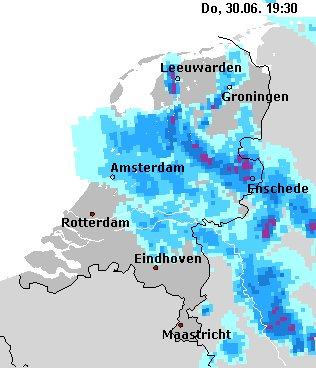 Do, 30.06. 19:30
Leeuwarden
Groningen
Amsterdam
Enschede
Rotterdam
Eindhoven
Maastricht